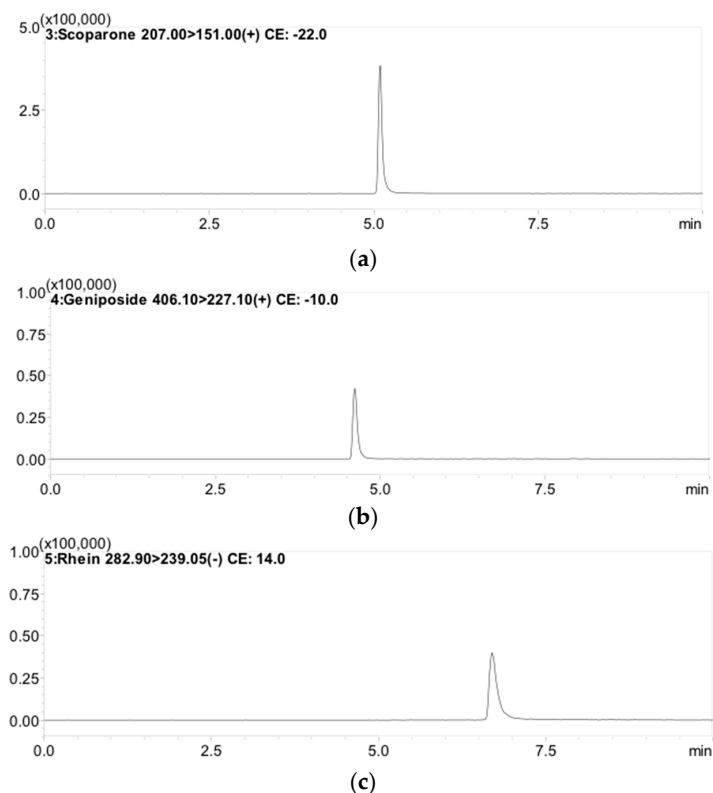 (x100,000)
5.0
3:Scoparone 207.00>151.00(+) CE: -22.0
2.5
0.0
0.0 2.5 5.0 7.5 min
(a)
(x100,000)
1.00
4:Geniposide 406.10>227.10(+) CE: -10.0
0.75
0.50
0.25
0.00
0.0 2.5 5.0 7.5 min
(b)
(x100,000)
1.00
5:Rhein 282.90>239.05(-) CE: 14.0
0.75
0.50
0.25
0.00
0.0 2.5 5.0 7.5 min
(c)